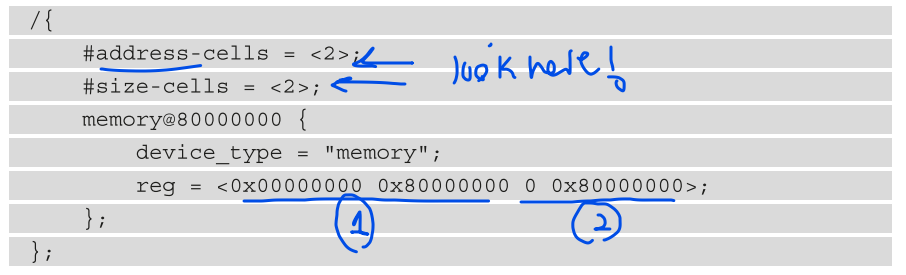 /{
#address-cells = <2>;
look here!
#size-cells = <2>;
memory@80000000 {
device_type = "memory";
reg = <0x00000000 0x80000000 0 0x80000000>;
};
1 2
};